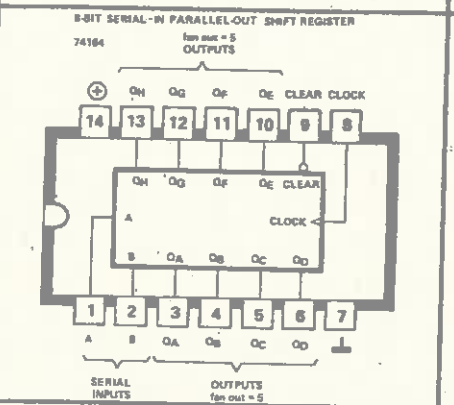 8-BIT SERIAL-IN PARALLEL-OUT SHIFT REGISTER
74164
fan out = 5
OUTPUTS
⊕ QH QG QF QE CLEAR CLOCK
14 13 12 11 10 9 8
QH QG QF QE CLEAR
A
CLOCK
B QA QB QC QD
1 2 3 4 5 6 7
A B QA QB QC QD
SERIAL INPUTS
OUTPUTS
fan out = 5